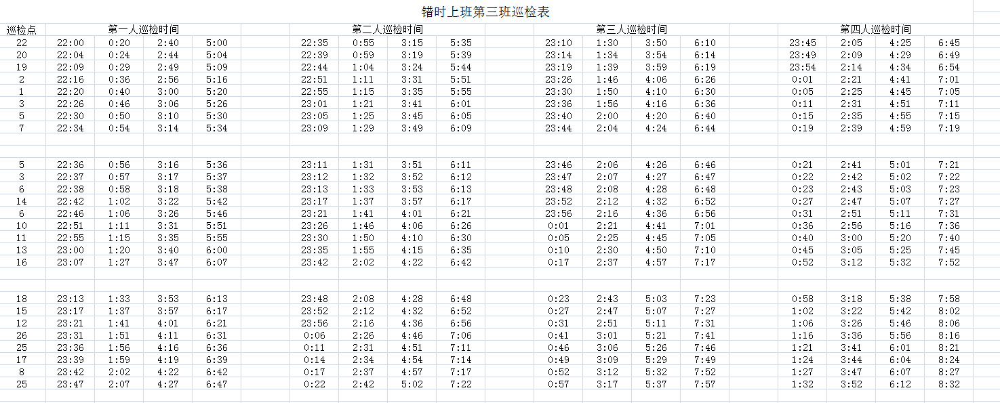 错时上班第三班巡检表
巡检点 第一人巡检时间 第二人巡检时间 第三人巡检时间 第四人巡检时间
22 22:00 0:20 2:40 5:00 22:35 0:55 3:15 5:35 23:10 1:30 3:50 6:10 23:45 2:05 4:25 6:45
20 22:04 0:24 2:44 5:04 22:39 0:59 3:19 5:39 23:14 1:34 3:54 6:14 23:49 2:09 4:29 6:49
19 22:09 0:29 2:49 5:09 22:44 1:04 3:24 5:44 23:19 1:39 3:59 6:19 23:54 2:14 4:34 6:54
2 22:16 0:36 2:56 5:16 22:51 1:11 3:31 5:51 23:26 1:46 4:06 6:26 0:01 2:21 4:41 7:01
1 22:20 0:40 3:00 5:20 22:55 1:15 3:35 5:55 23:30 1:50 4:10 6:30 0:05 2:25 4:45 7:05
3 22:26 0:46 3:06 5:26 23:01 1:21 3:41 6:01 23:36 1:56 4:16 6:36 0:11 2:31 4:51 7:11
5 22:30 0:50 3:10 5:30 23:05 1:25 3:45 6:05 23:40 2:00 4:20 6:40 0:15 2:35 4:55 7:15
7 22:34 0:54 3:14 5:34 23:09 1:29 3:49 6:09 23:44 2:04 4:24 6:44 0:19 2:39 4:59 7:19
5 22:36 0:56 3:16 5:36 23:11 1:31 3:51 6:11 23:46 2:06 4:26 6:46 0:21 2:41 5:01 7:21
3 22:37 0:57 3:17 5:37 23:12 1:32 3:52 6:12 23:47 2:07 4:27 6:47 0:22 2:42 5:02 7:22
6 22:38 0:58 3:18 5:38 23:13 1:33 3:53 6:13 23:48 2:08 4:28 6:48 0:23 2:43 5:03 7:23
14 22:42 1:02 3:22 5:42 23:17 1:37 3:57 6:17 23:52 2:12 4:32 6:52 0:27 2:47 5:07 7:27
6 22:46 1:06 3:26 5:46 23:21 1:41 4:01 6:21 23:56 2:16 4:36 6:56 0:31 2:51 5:11 7:31
10 22:51 1:11 3:31 5:51 23:26 1:46 4:06 6:26 0:01 2:21 4:41 7:01 0:36 2:56 5:16 7:36
11 22:55 1:15 3:35 5:55 23:30 1:50 4:10 6:30 0:05 2:25 4:45 7:05 0:40 3:00 5:20 7:40
13 23:00 1:20 3:40 6:00 23:35 1:55 4:15 6:35 0:10 2:30 4:50 7:10 0:45 3:05 5:25 7:45
16 23:07 1:27 3:47 6:07 23:42 2:02 4:22 6:42 0:17 2:37 4:57 7:17 0:52 3:12 5:32 7:52
18 23:13 1:33 3:53 6:13 23:48 2:08 4:28 6:48 0:23 2:43 5:03 7:23 0:58 3:18 5:38 7:58
15 23:17 1:37 3:57 6:17 23:52 2:12 4:32 6:52 0:27 2:47 5:07 7:27 1:02 3:22 5:42 8:02
12 23:21 1:41 4:01 6:21 23:56 2:16 4:36 6:56 0:31 2:51 5:11 7:31 1:06 3:26 5:46 8:06
26 23:31 1:51 4:11 6:31 0:06 2:26 4:46 7:06 0:41 3:01 5:21 7:41 1:16 3:36 5:56 8:16
25 23:36 1:56 4:16 6:36 0:11 2:31 4:51 7:11 0:46 3:06 5:26 7:46 1:21 3:41 6:01 8:21
17 23:39 1:59 4:19 6:39 0:14 2:34 4:54 7:14 0:49 3:09 5:29 7:49 1:24 3:44 6:04 8:24
8 23:42 2:02 4:22 6:42 0:17 2:37 4:57 7:17 0:52 3:12 5:32 7:52 1:27 3:47 6:07 8:27
25 23:47 2:07 4:27 6:47 0:22 2:42 5:02 7:22 0:57 3:17 5:37 7:57 1:32 3:52 6:12 8:32